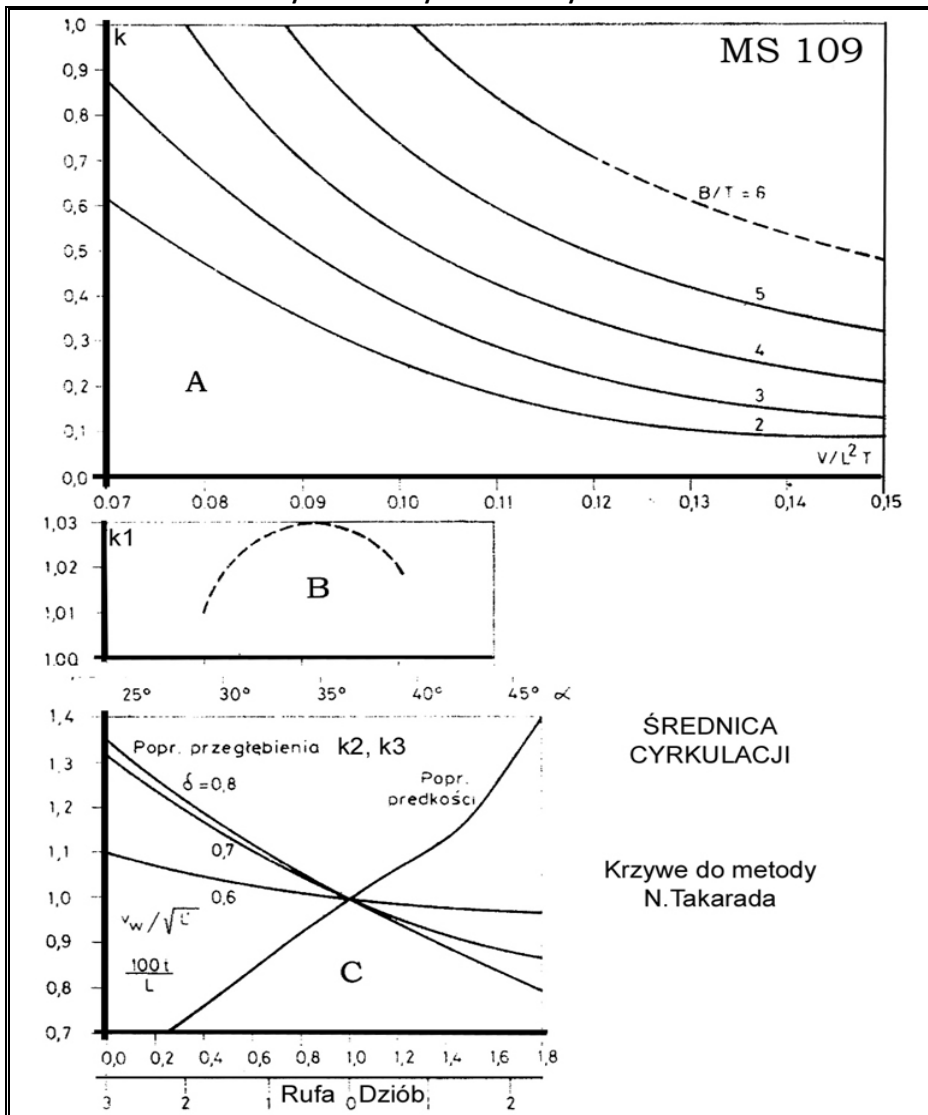 k
MS 109
1,0
0,9
0,8
0,7
0,6
0,5
0,4
0,3
0,2
0,1
0,0
B/T = 6
5
4
3
2
A
V/L² T
0.07
0.08
0.09
0.10
0.11
0.12
0.13
0.14
0.15
k1
1,03
1,02
1,01
1.00
B
25°
30°
35°
40°
45° α
1,4
1,3
1,2
1,1
1,0
0,9
0,8
0,7
Popr. przegłębienia k2, k3
δ = 0,8
0,7
0,6
Popr.
prędkości
100 t
L
C
0,0 0,2 0,4 0,6 0,8 1,0 1,2 1,4 1,6 1,8
3 2 1 Rufa 0 Dziób 1 2
ŚREDNICA
CYRKULACJI
Krzywe do metody
N.Takarada